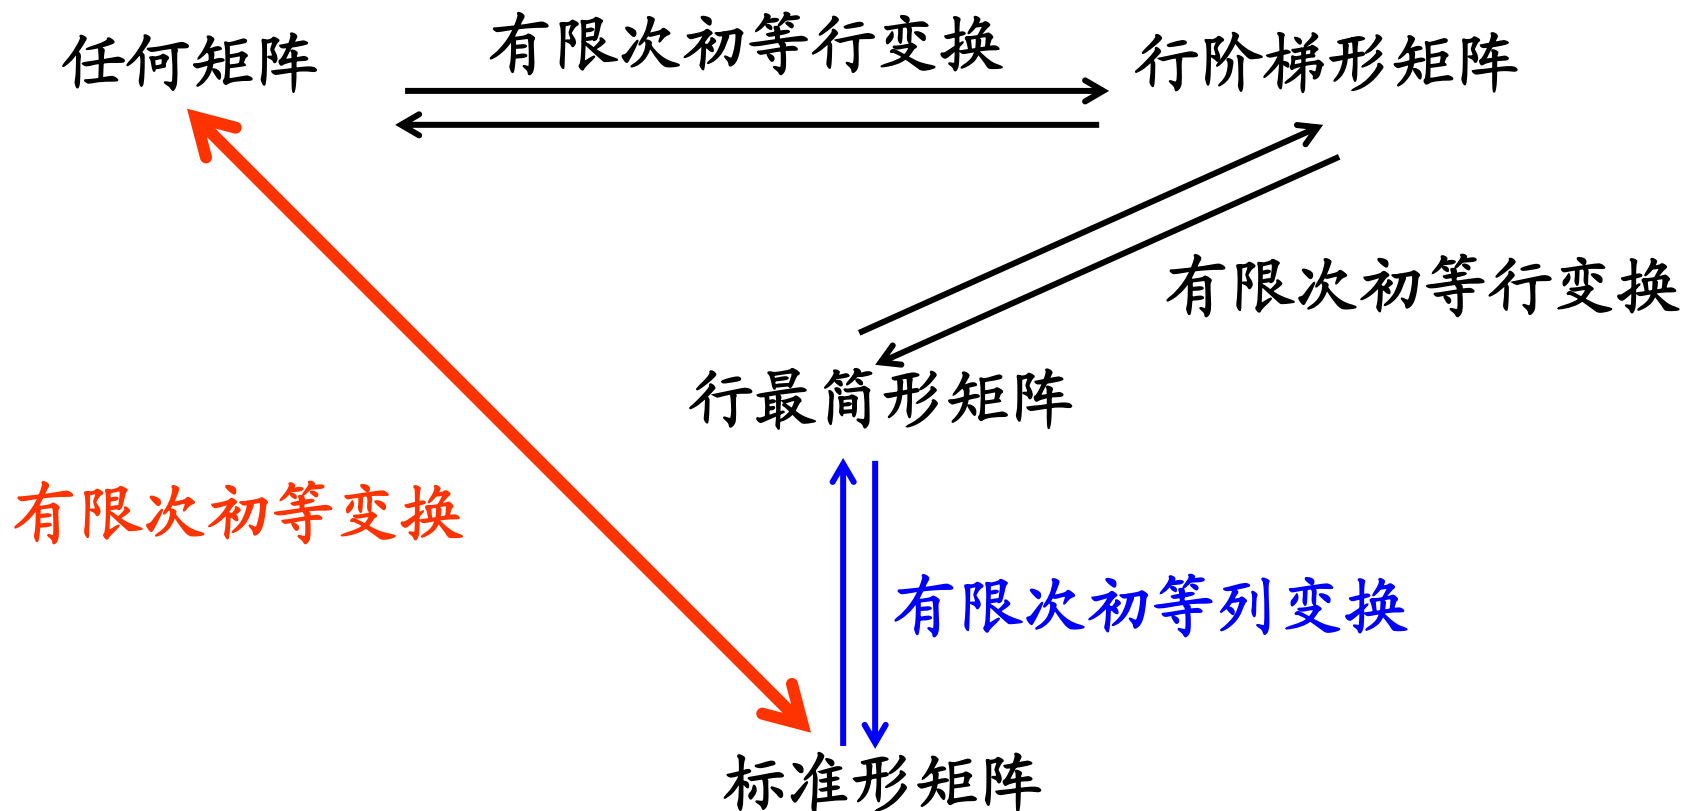 任何矩阵
有限次初等行变换
行阶梯形矩阵
有限次初等行变换
行最简形矩阵
有限次初等变换
有限次初等列变换
标准形矩阵